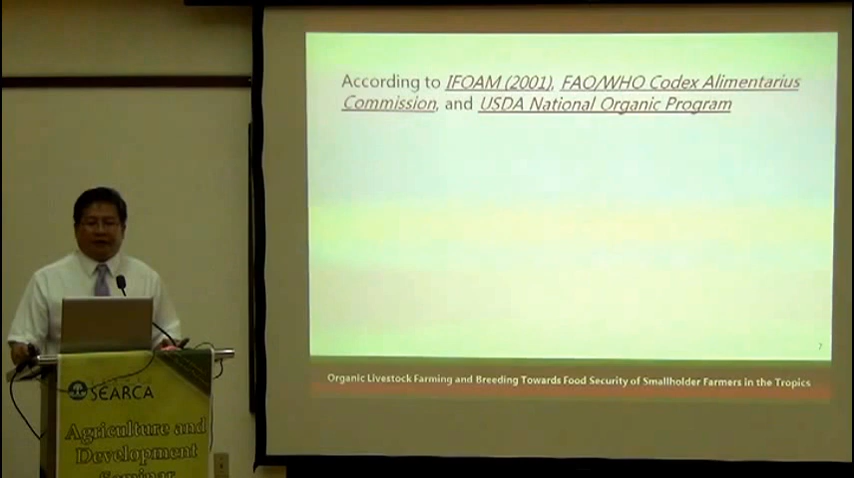 According to IFOAM (2001), FAO/WHO Codex Alimentarius
Commission, and USDA National Organic Program
7
Organic Livestock Farming and Breeding Towards Food Security of Smallholder Farmers in the Tropics
SEARCA
Agriculture and
Development
Seminar